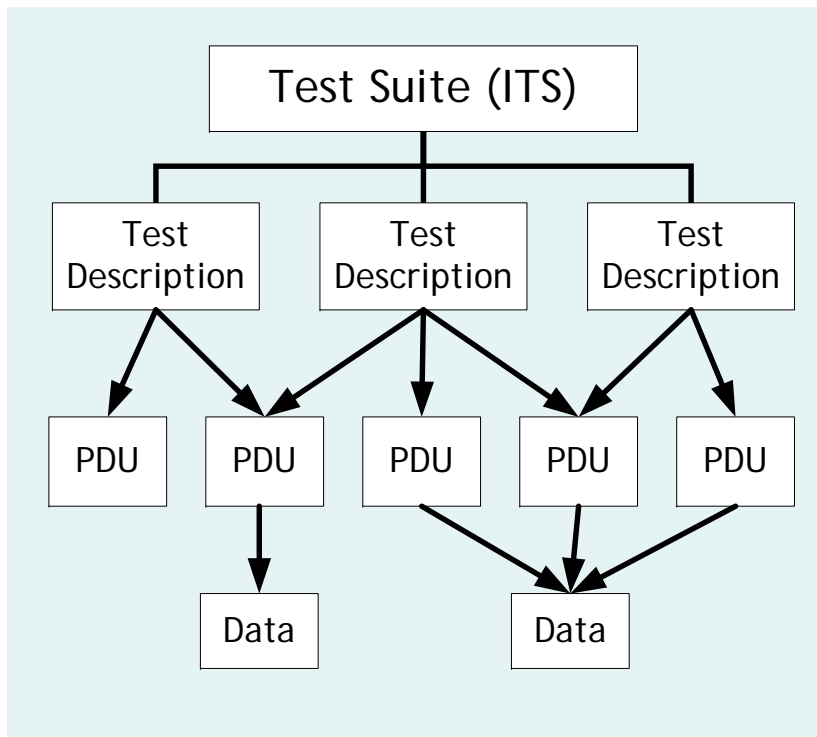 Test Suite (ITS)
Test
Description
Test
Description
Test
Description
PDU
PDU
PDU
PDU
PDU
Data
Data